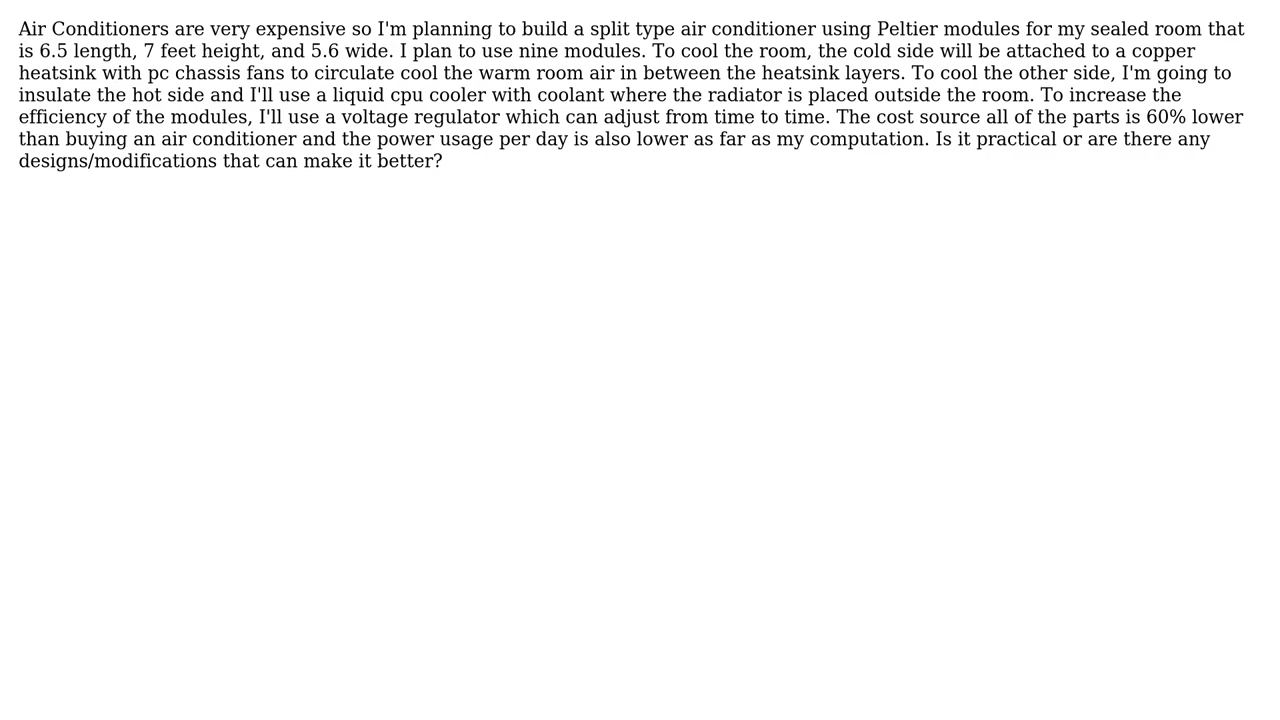 Air Conditioners are very expensive so I'm planning to build a split type air conditioner using Peltier modules for my sealed room that
is 6.5 length, 7 feet height, and 5.6 wide. I plan to use nine modules. To cool the room, the cold side will be attached to a copper
heatsink with pc chassis fans to circulate cool the warm room air in between the heatsink layers. To cool the other side, I'm going to
insulate the hot side and I'll use a liquid cpu cooler with coolant where the radiator is placed outside the room. To increase the
efficiency of the modules, I'll use a voltage regulator which can adjust from time to time. The cost source all of the parts is 60% lower
than buying an air conditioner and the power usage per day is also lower as far as my computation. Is it practical or are there any
designs/modifications that can make it better?